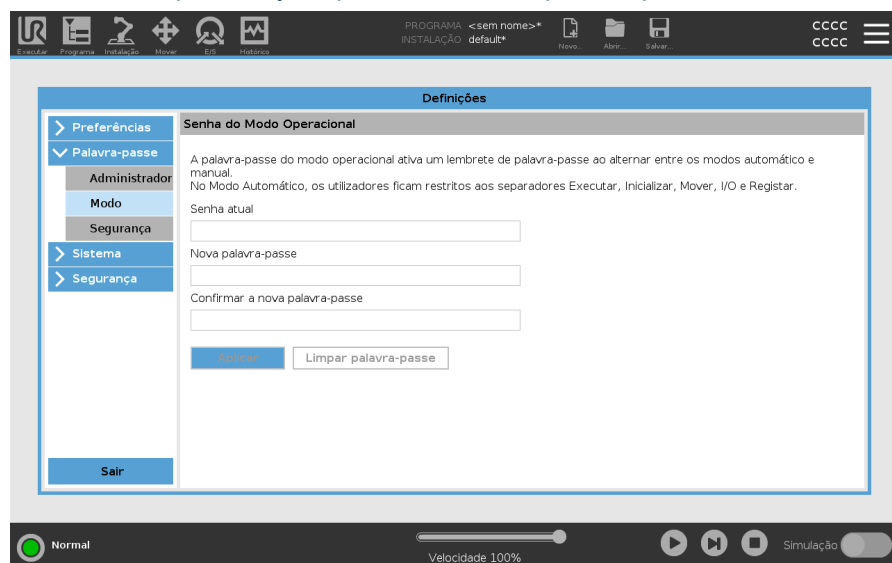 PROGRAMA <sem nome>*
INSTALAÇÃO default*
cccc
cccc
Executar Programa Instalação Mover E/S Histórico Novo... Abrir... Salvar...
Definições
Preferências
Palavra-passe
Administrador
Modo
Segurança
Sistema
Segurança
Sair
Senha do Modo Operacional
A palavra-passe do modo operacional ativa um lembrete de palavra-passe ao alternar entre os modos automático e
manual.
No Modo Automático, os utilizadores ficam restritos aos separadores Executar, Inicializar, Mover, I/O e Registar.
Senha atual
Nova palavra-passe
Confirmar a nova palavra-passe
Aplicar Limpar palavra-passe
Normal
Velocidade 100%
Simulação